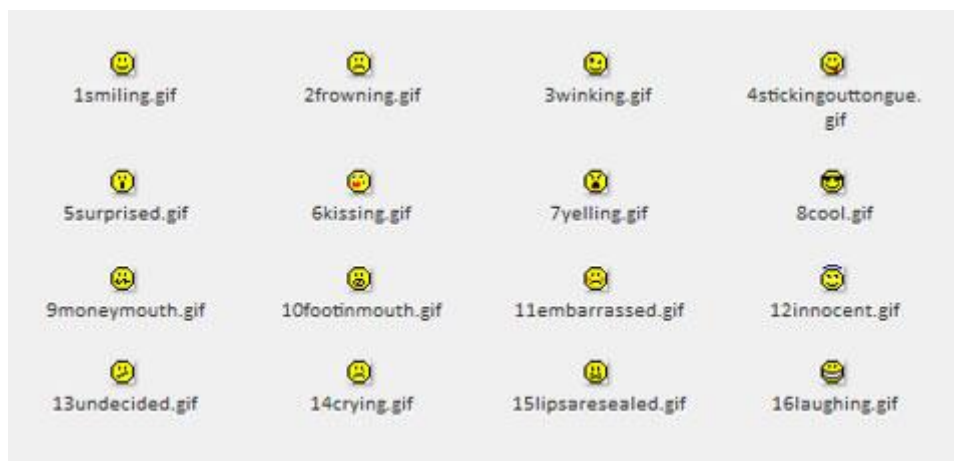 1smiling.gif
2frowning.gif
3winking.gif
4stickingouttongue.
gif
5surprised.gif
6kissing.gif
7yelling.gif
8cool.gif
9moneymouth.gif
10footinmouth.gif
11embarrassed.gif
12innocent.gif
13undecided.gif
14crying.gif
15lipsaresealed.gif
16laughing.gif